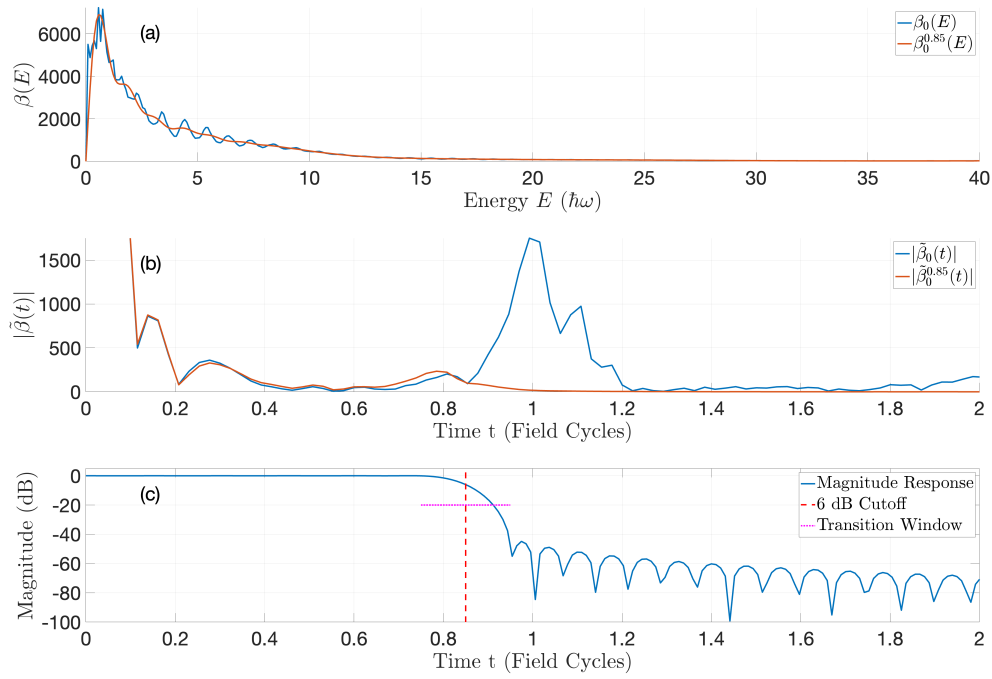 (a)
β₀(E)
β₀^0.85(E)
β(E)
6000
4000
2000
0
0 5 10 15 20 25 30 35 40
Energy E (ħω)
(b)
|β̃₀(t)|
|β̃₀^0.85(t)|
|β̃(t)|
1500
1000
500
0
0 0.2 0.4 0.6 0.8 1 1.2 1.4 1.6 1.8 2
Time t (Field Cycles)
(c)
Magnitude Response
6 dB Cutoff
Transition Window
Magnitude (dB)
0
-20
-40
-60
-80
-100
0 0.2 0.4 0.6 0.8 1 1.2 1.4 1.6 1.8 2
Time t (Field Cycles)